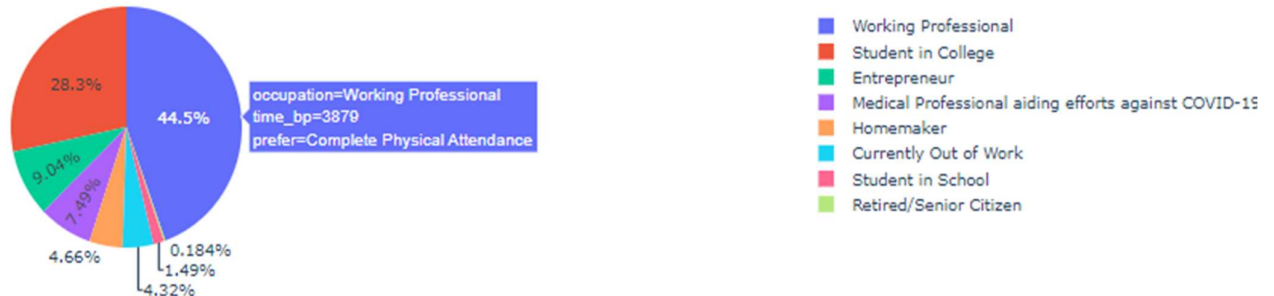 28.3%
44.5%
9.04%
7.49%
4.66%
0.184%
1.49%
4.32%
occupation=Working Professional
time_bp=3879
prefer=Complete Physical Attendance
Working Professional
Student in College
Entrepreneur
Medical Professional aiding efforts against COVID-19
Homemaker
Currently Out of Work
Student in School
Retired/Senior Citizen